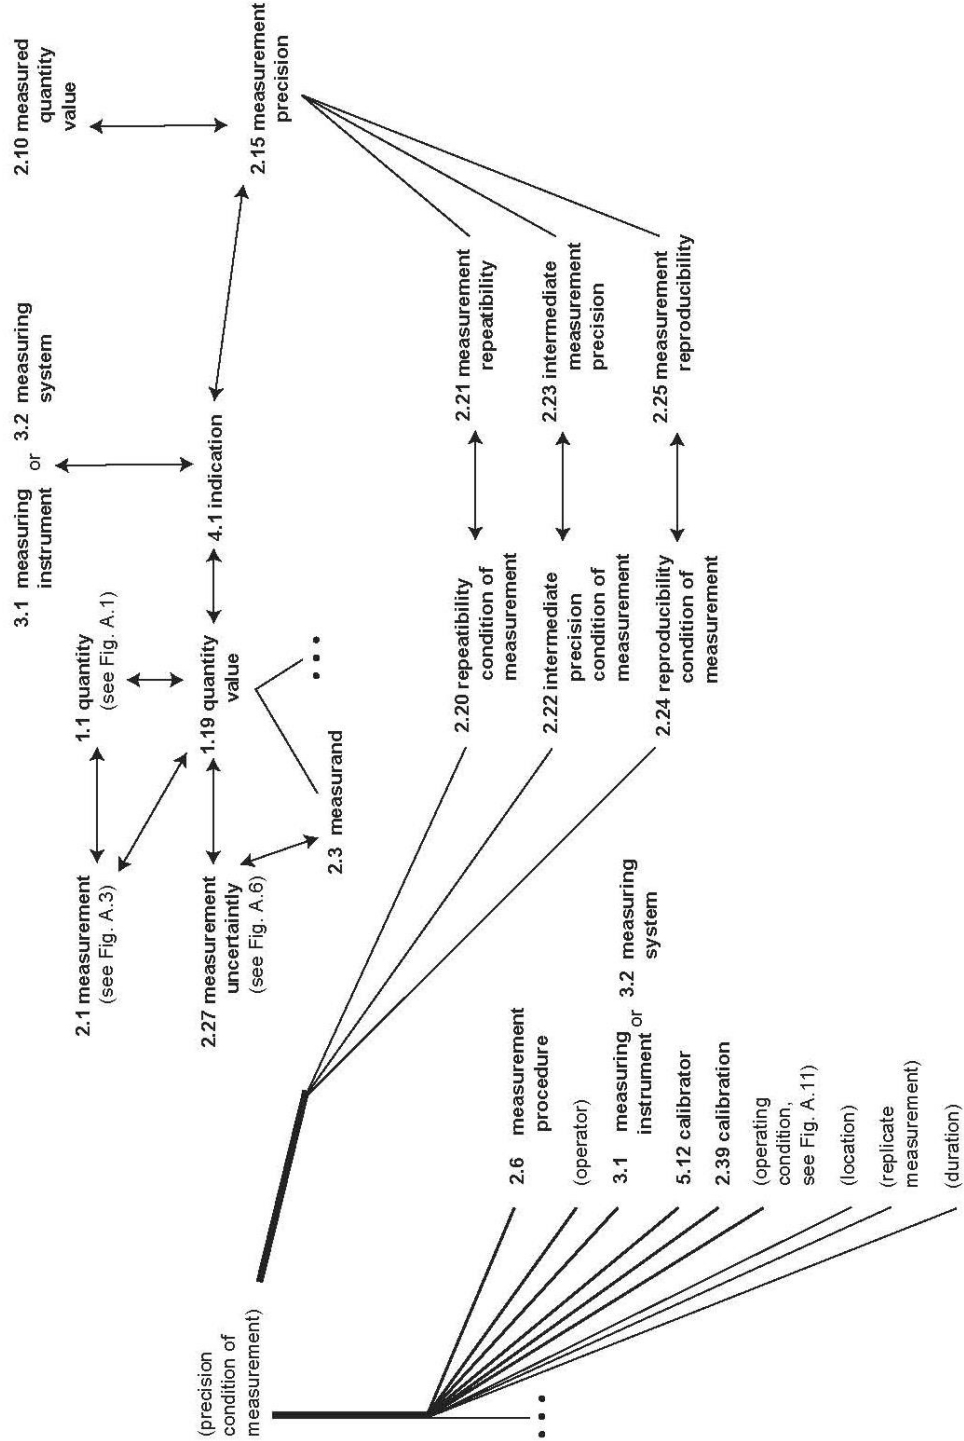 2.10 measured
quantity
value
3.1 measuring
instrument
or
3.2 measuring
system
2.15 measurement
precision
1.1 quantity
(see Fig. A.1)
4.1 indication
2.1 measurement
(see Fig. A.3)
1.19 quantity
value
2.27 measurement
uncertaintly
(see Fig. A.6)
2.3 measurand
...
2.21 measurement
repeatibility
2.23 intermediate
measurement
precision
2.25 measurement
reproducibility
2.20 repeatibility
condition of
measurement
2.22 intermediate
precision
condition of
measurement
2.24 reproducibility
condition of
measurement
(precision
condition of
measurement)
2.6 measurement
procedure
(operator)
3.1 measuring
instrument
or
3.2 measuring
system
5.12 calibrator
2.39 calibration
(operating
condition,
see Fig. A.11)
(location)
(replicate
measurement)
(duration)
...